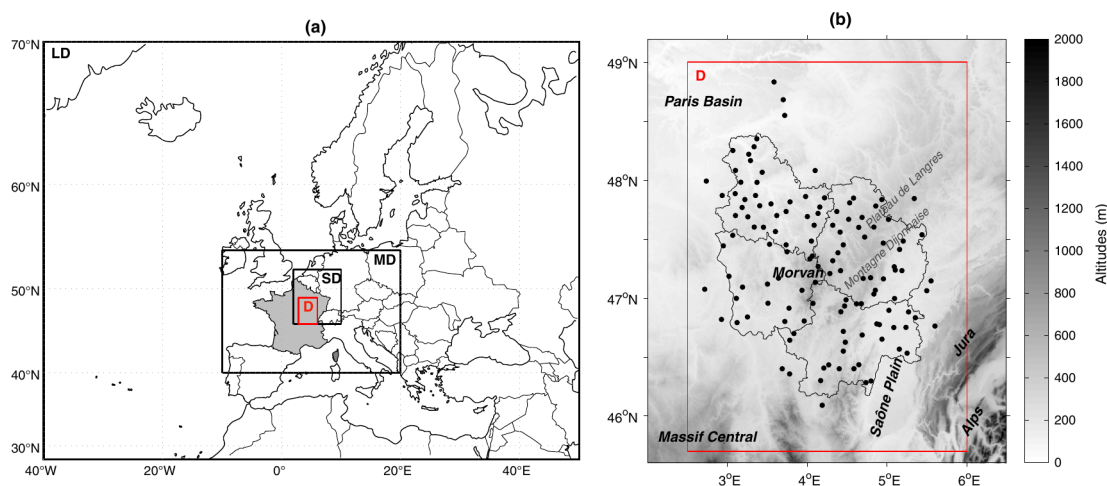 (a)
LD
MD
SD
D
70°N
60°N
50°N
40°N
30°N
40°W
20°W
0°
20°E
40°E
(b)
D
Paris Basin
Plateau de Langres
Montagne Dijonnaise
Morvan
Jura
Saône Plain
Alps
Massif Central
49°N
48°N
47°N
46°N
3°E
4°E
5°E
6°E
2000
1800
1600
1400
1200
1000
800
600
400
200
0
Altitudes (m)